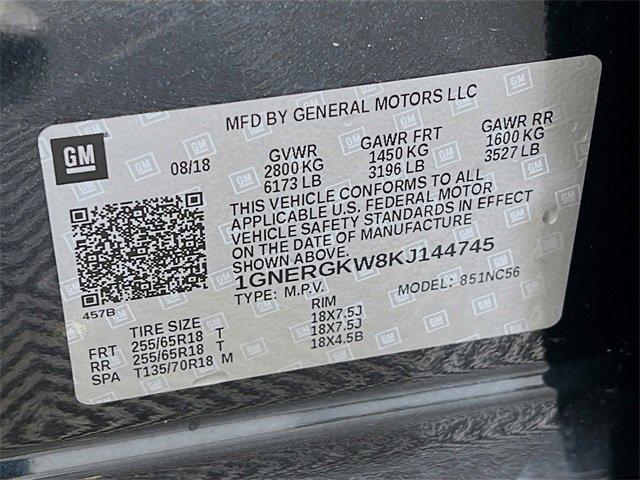 MFD BY GENERAL MOTORS LLC
GM
08/18
GVWR GAWR FRT GAWR RR
2800 KG 1450 KG 1600 KG
6173 LB 3196 LB 3527 LB
THIS VEHICLE CONFORMS TO ALL
APPLICABLE U.S. FEDERAL MOTOR
VEHICLE SAFETY STANDARDS IN EFFECT
ON THE DATE OF MANUFACTURE
SHOWN ABOVE.
1GNERGKW8KJ144745
457B
TYPE: M.P.V. MODEL: 851NC56
TIRE SIZE RIM
FRT 255/65R18 T 18X7.5J
RR 255/65R18 T 18X7.5J
SPA T135/70R18 M 18X4.5B